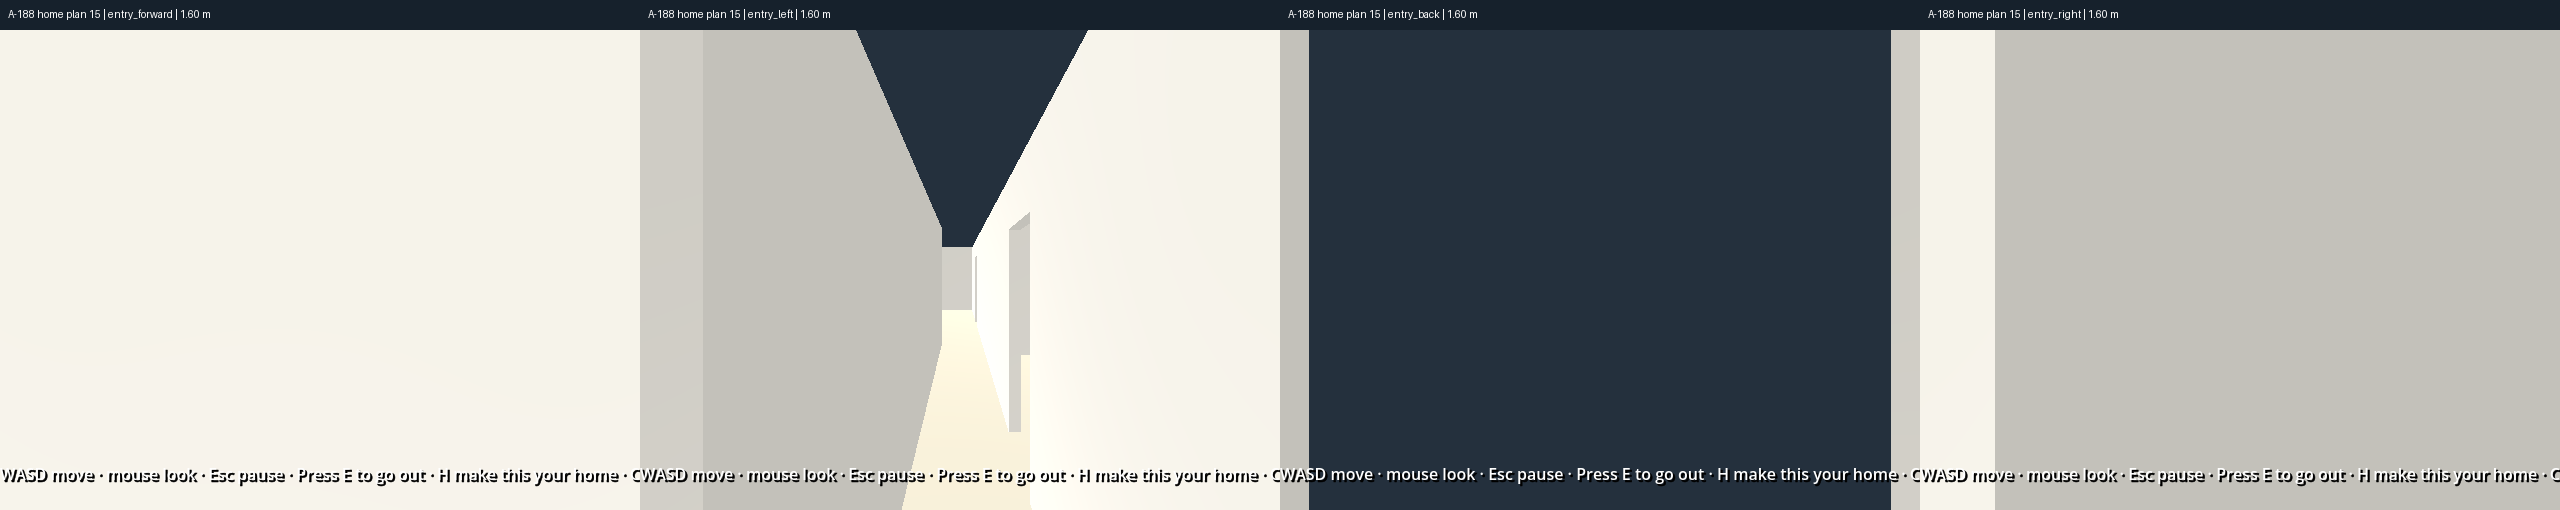 A-188 home plan 15 | entry_forward | 1.60 m
A-188 home plan 15 | entry_left | 1.60 m
A-188 home plan 15 | entry_back | 1.60 m
A-188 home plan 15 | entry_right | 1.60 m
WASD move · mouse look · Esc pause · Press E to go out · H make this your home · C
WASD move · mouse look · Esc pause · Press E to go out · H make this your home · C
WASD move · mouse look · Esc pause · Press E to go out · H make this your home · C
WASD move · mouse look · Esc pause · Press E to go out · H make this your home · C